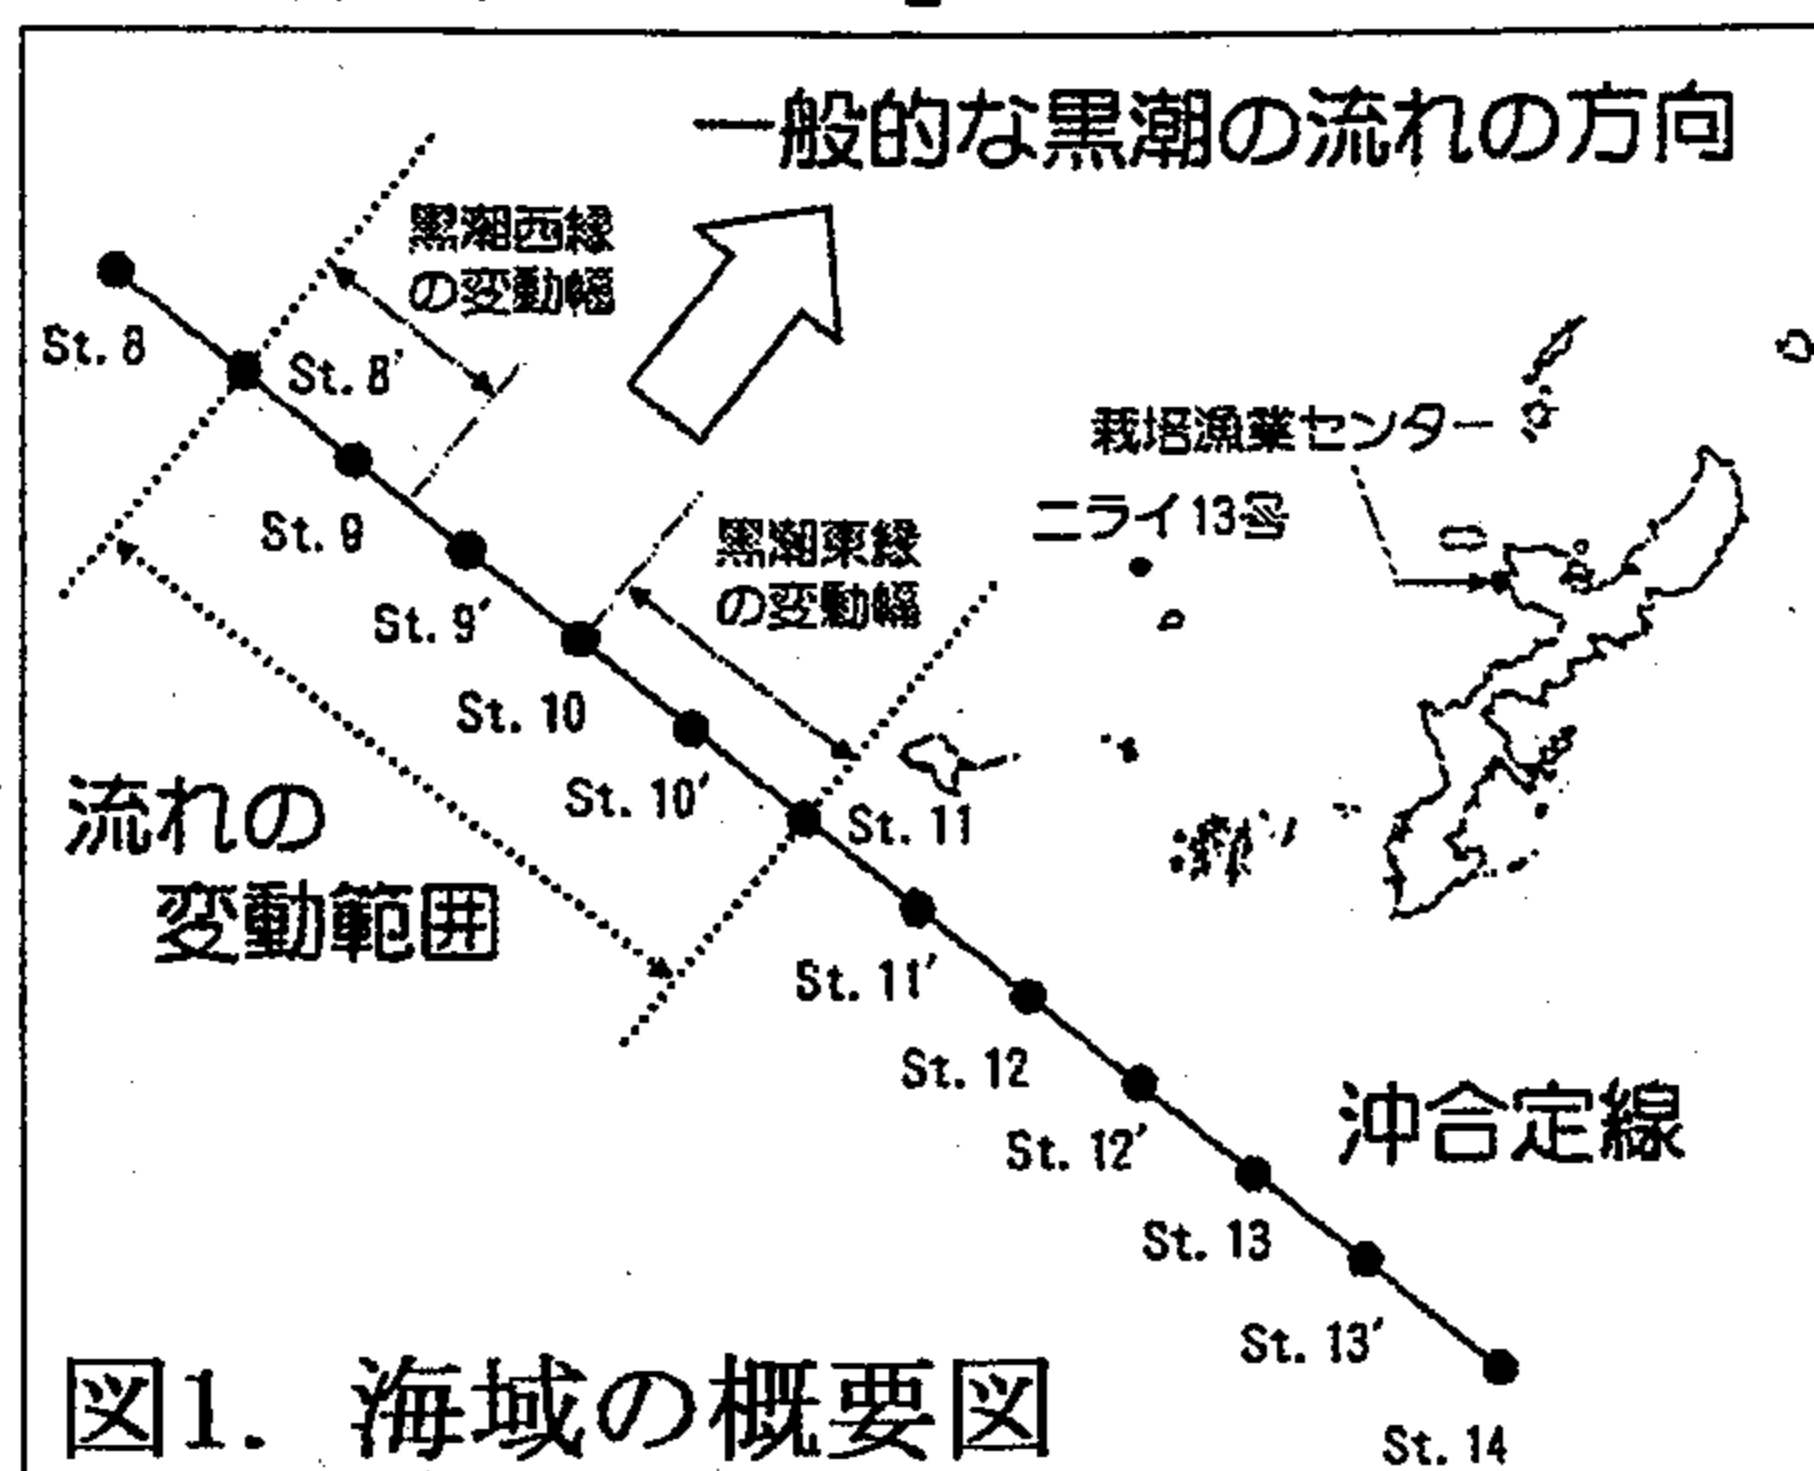 一般的な黒潮の流れの方向
黒潮西縁
の変動幅
St. 8
St. 8'
栽培漁業センター
St. 9
ニライ13号
黒潮東縁
の変動幅
St. 9'
St. 10
St. 10'
St. 11
流れの
変動範囲
St. 11'
St. 12
沖合定線
St. 12'
St. 13
St. 13'
図1. 海域の概要図
St. 14